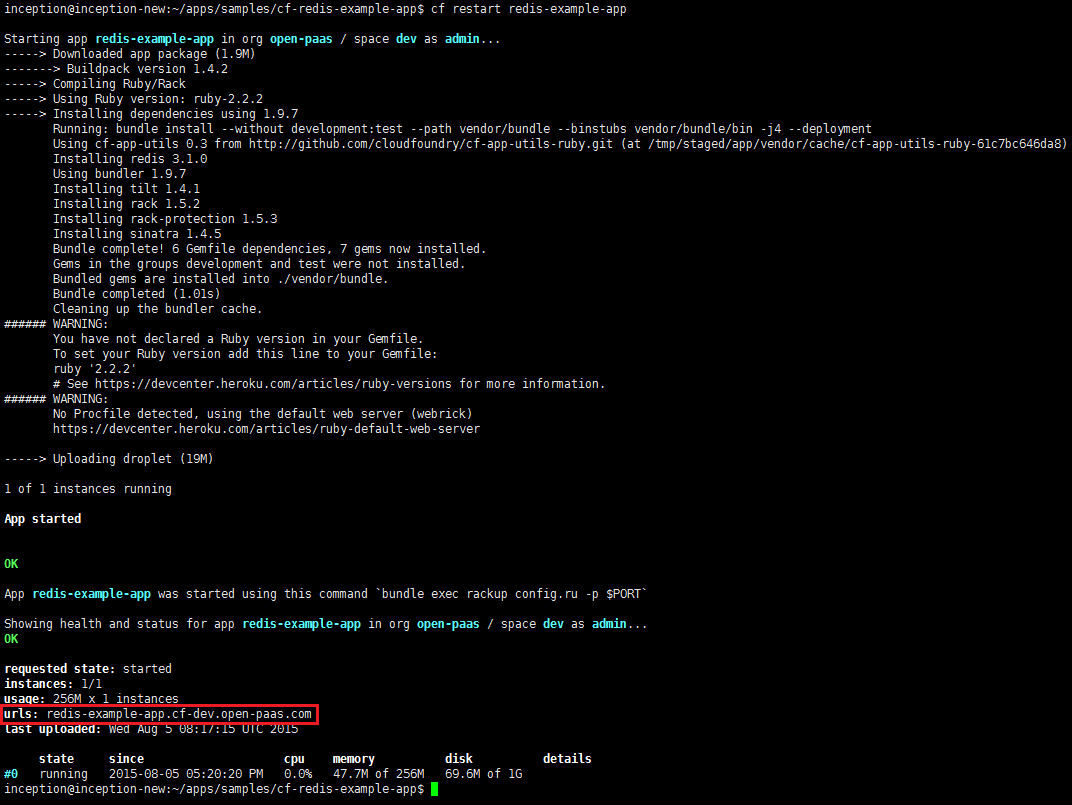 inception@inception-new:~/apps/samples/cf-redis-example-app$ cf restart redis-example-app
Starting app redis-example-app in org open-paas / space dev as admin...
-----> Downloaded app package (1.9M)
-------> Buildpack version 1.4.2
-----> Compiling Ruby/Rack
-----> Using Ruby version: ruby-2.2.2
-----> Installing dependencies using 1.9.7
Running: bundle install --without development:test --path vendor/bundle --binstubs vendor/bundle/bin -j4 --deployment
Using cf-app-utils 0.3 from http://github.com/cloudfoundry/cf-app-utils-ruby.git (at /tmp/staged/app/vendor/cache/cf-app-utils-ruby-61c7bc646da8)
Installing redis 3.1.0
Using bundler 1.9.7
Installing tilt 1.4.1
Installing rack 1.5.2
Installing rack-protection 1.5.3
Installing sinatra 1.4.5
Bundle complete! 6 Gemfile dependencies, 7 gems now installed.
Gems in the groups development and test were not installed.
Bundled gems are installed into ./vendor/bundle.
Bundle completed (1.01s)
Cleaning up the bundler cache.
###### WARNING:
You have not declared a Ruby version in your Gemfile.
To set your Ruby version add this line to your Gemfile:
ruby '2.2.2'
# See https://devcenter.heroku.com/articles/ruby-versions for more information.
###### WARNING:
No Procfile detected, using the default web server (webrick)
https://devcenter.heroku.com/articles/ruby-default-web-server
-----> Uploading droplet (19M)
1 of 1 instances running
App started
OK
App redis-example-app was started using this command `bundle exec rackup config.ru -p $PORT`
Showing health and status for app redis-example-app in org open-paas / space dev as admin...
OK
requested state: started
instances: 1/1
usage: 256M x 1 instances
urls: redis-example-app.cf-dev.open-paas.com
last uploaded: Wed Aug 5 08:17:15 UTC 2015
state since cpu memory disk details
#0 running 2015-08-05 05:20:20 PM 0.0% 47.7M of 256M 69.6M of 1G
inception@inception-new:~/apps/samples/cf-redis-example-app$